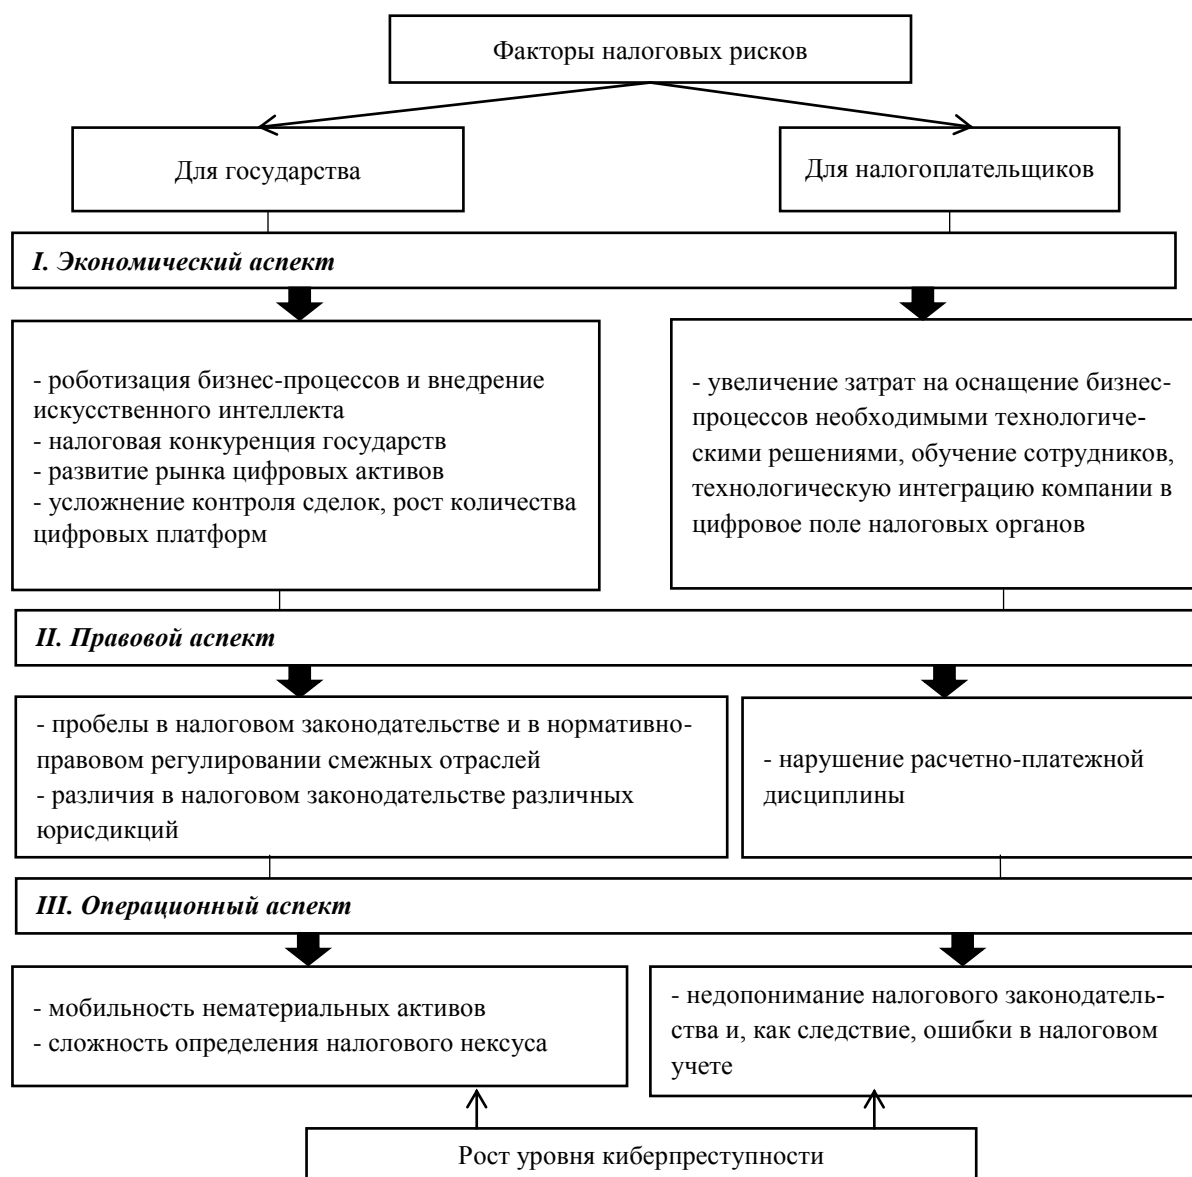 Факторы налоговых рисков
Для государства
Для налогоплательщиков
I. Экономический аспект
- роботизация бизнес-процессов и внедрение
искусственного интеллекта
- налоговая конкуренция государств
- развитие рынка цифровых активов
- усложнение контроля сделок, рост количества
цифровых платформ
- увеличение затрат на оснащение бизнес-
процессов необходимыми технологиче-
скими решениями, обучение сотрудников,
технологическую интеграцию компании в
цифровое поле налоговых органов
II. Правовой аспект
- пробелы в налоговом законодательстве и в нормативно-
правовом регулировании смежных отраслей
- различия в налоговом законодательстве различных
юрисдикций
- нарушение расчетно-платежной
дисциплины
III. Операционный аспект
- мобильность нематериальных активов
- сложность определения налогового нексуса
- недопонимание налогового законодатель-
ства и, как следствие, ошибки в налоговом
учете
Рост уровня киберпреступности